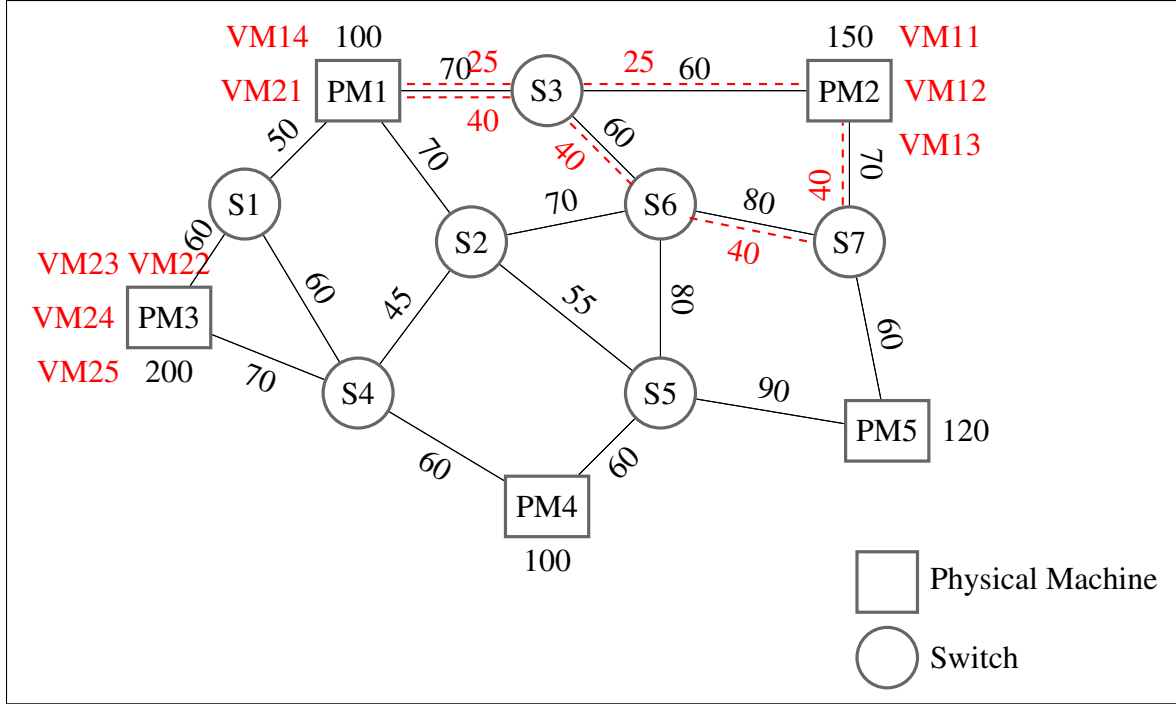 VM14 100 150 VM11
70 25 25 60
VM21 PM1 S3 PM2 VM12
40
50 70 60 40 40 70 VM13
S1 S6 80 S7
60 70 S2 40
VM23 VM22
60 45 55 80 60
VM24 PM3
VM25 200 70 S4 S5 90
PM5 120
60 60
PM4
100
Physical Machine
Switch